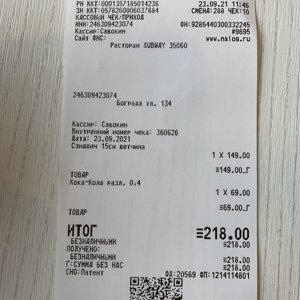 РН ККТ:0001357185014236 23.09.21 11:46
ЗН ККТ:0578260006037884 СМЕНА:288 ЧЕК:10
КАССОВЫЙ ЧЕК/ПРИХОД
ИНН:246309423074 ФН:9285440300332245
Кассир:Савокин #9695
Сайт ФНС: www.nalog.ru
Ресторан SUBWAY 35060
246309423074
Бограда ул. 134
Кассир: Савокин
Внутренний номер чека: 360626
Дата: 23.09.2021
Сэндвич 15см ветчина
1 X 149.00
≡149.00_Г
ТОВАР
Кока-Кола разл. 0.4
1 X 69.00
≡69.00_Г
ТОВАР
ИТОГ ≡218.00
БЕЗНАЛИЧНЫМИ ≡218.00
ПОЛУЧЕНО:
БЕЗНАЛИЧНЫМИ ≡218.00
Г:СУММА БЕЗ НДС ≡218.00
СНО:Патент ФД:20569 ФП:1214114801